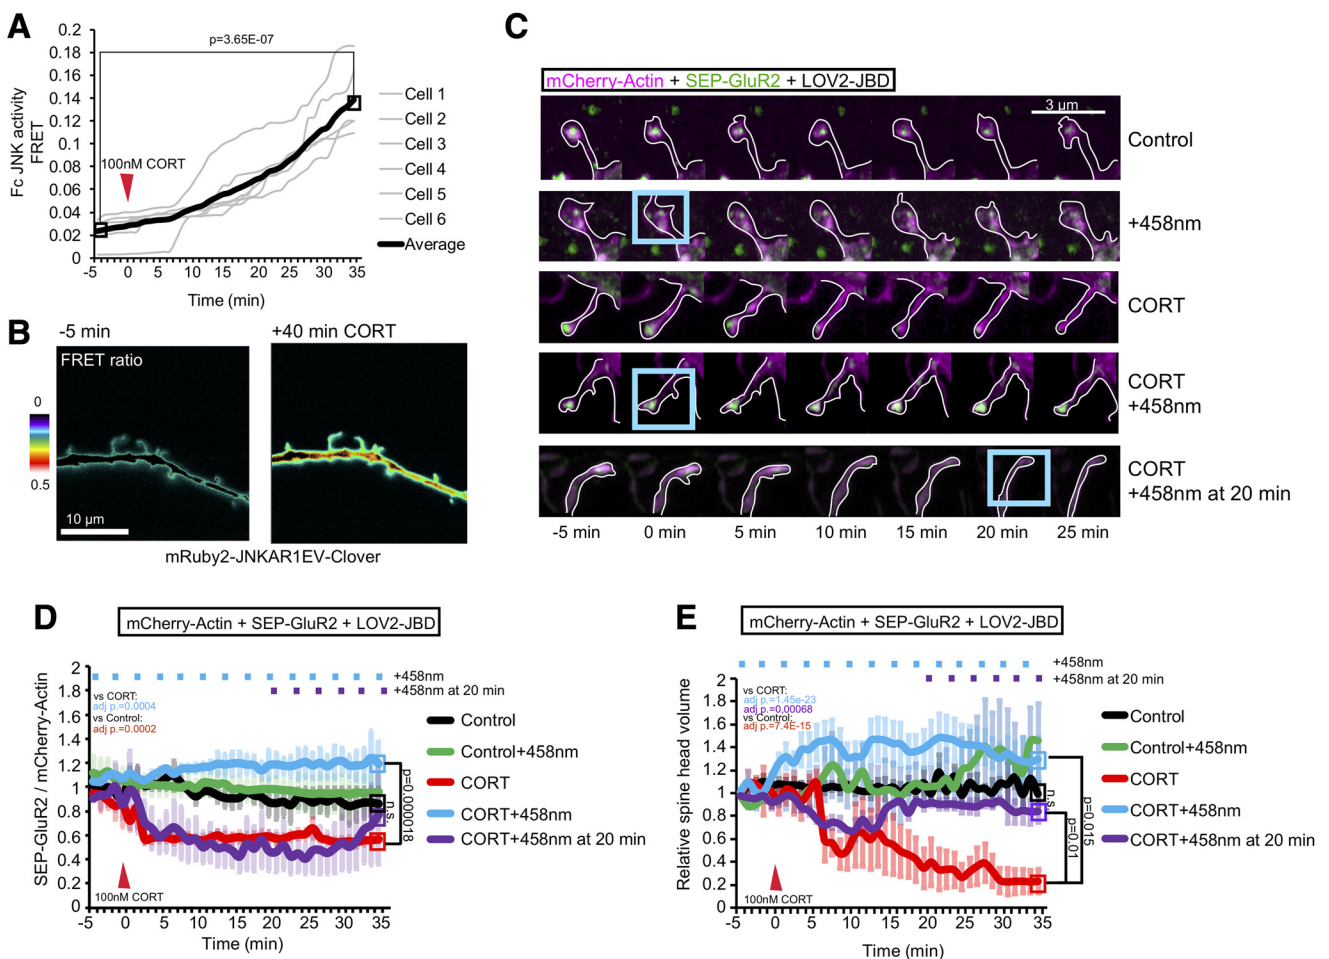 A
p=3.65E-07
Fc JNK activity
FRET
0.2
0.18
0.16
0.14
0.12
0.1
0.08
0.06
0.04
0.02
0
100nM CORT
-5 0 5 10 15 20 25 30 35
Time (min)
Cell 1
Cell 2
Cell 3
Cell 4
Cell 5
Cell 6
Average
B
-5 min
+40 min CORT
FRET ratio
0
0.5
10 µm
mRuby2-JNKAR1EV-Clover
C
mCherry-Actin + SEP-GluR2 + LOV2-JBD
3 µm
Control
+458nm
CORT
CORT
+458nm
CORT
+458nm at 20 min
-5 min 0 min 5 min 10 min 15 min 20 min 25 min
D
mCherry-Actin + SEP-GluR2 + LOV2-JBD
SEP-GluR2 / mCherry-Actin
2
1.8
1.6
1.4
1.2
1
0.8
0.6
0.4
0.2
0
+458nm
+458nm at 20 min
vs CORT:
adj p.=0.0004
vs Control:
adj p.=0.0002
n.s
p=0.000018
100nM CORT
-5 0 5 10 15 20 25 30 35
Time (min)
Control
Control+458nm
CORT
CORT+458nm
CORT+458nm at 20 min
E
mCherry-Actin + SEP-GluR2 + LOV2-JBD
Relative spine head volume
2
1.8
1.6
1.4
1.2
1
0.8
0.6
0.4
0.2
0
+458nm
+458nm at 20 min
vs CORT:
adj p.=1.45e-23
adj p.=0,00068
vs Control:
adj p.=7.4E-15
n.s
p=0.01
p=0.015
100nM CORT
-5 0 5 10 15 20 25 30 35
Time (min)
Control
Control+458nm
CORT
CORT+458nm
CORT+458nm at 20 min